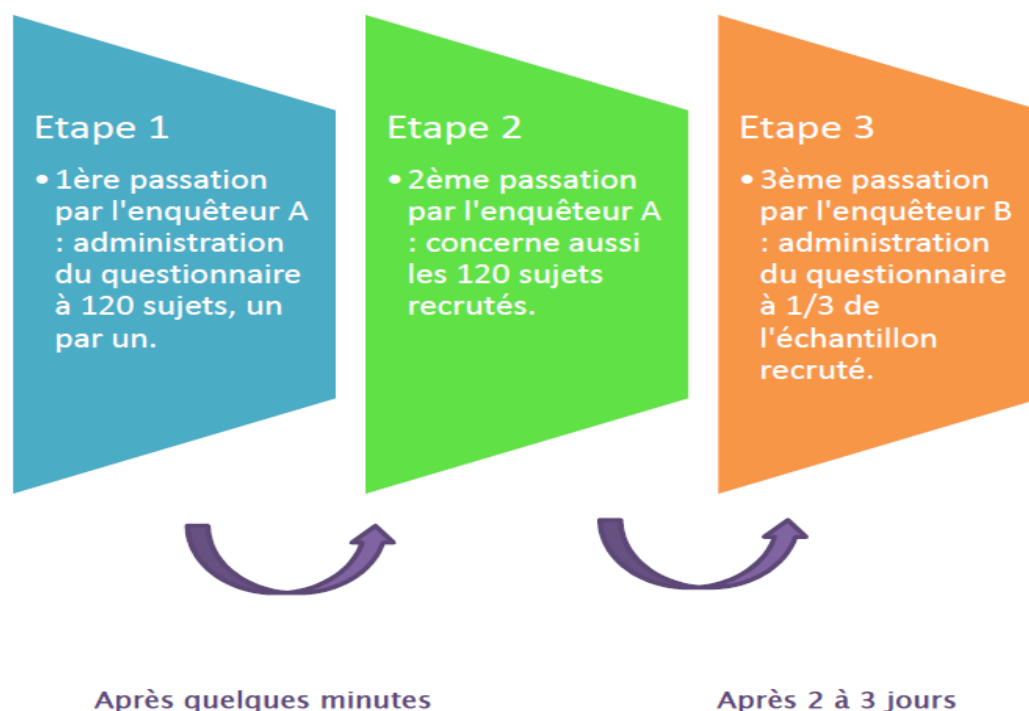 Etape 1
• 1ère passation
par l'enquêteur A
: administration
du questionnaire
à 120 sujets, un
par un.
Etape 2
• 2ème passation
par l'enquêteur A
: concerne aussi
les 120 sujets
recrutés.
Etape 3
• 3ème passation
par l'enquêteur B
: administration
du questionnaire
à 1/3 de
l'échantillon
recruté.
Après quelques minutes
Après 2 à 3 jours